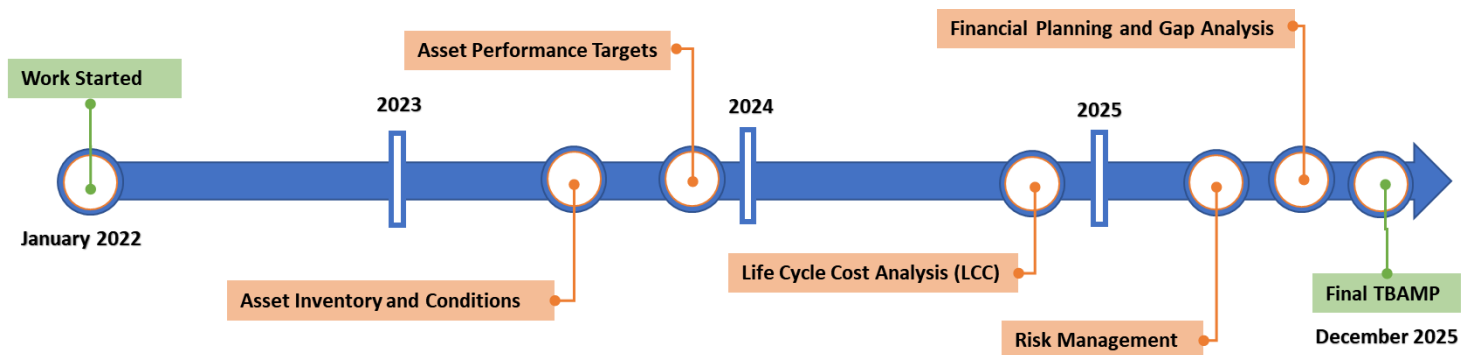 Financial Planning and Gap Analysis
Asset Performance Targets
Work Started
2023
2024
2025
January 2022
Life Cycle Cost Analysis (LCC)
Asset Inventory and Conditions
Final TBAMP
Risk Management
December 2025